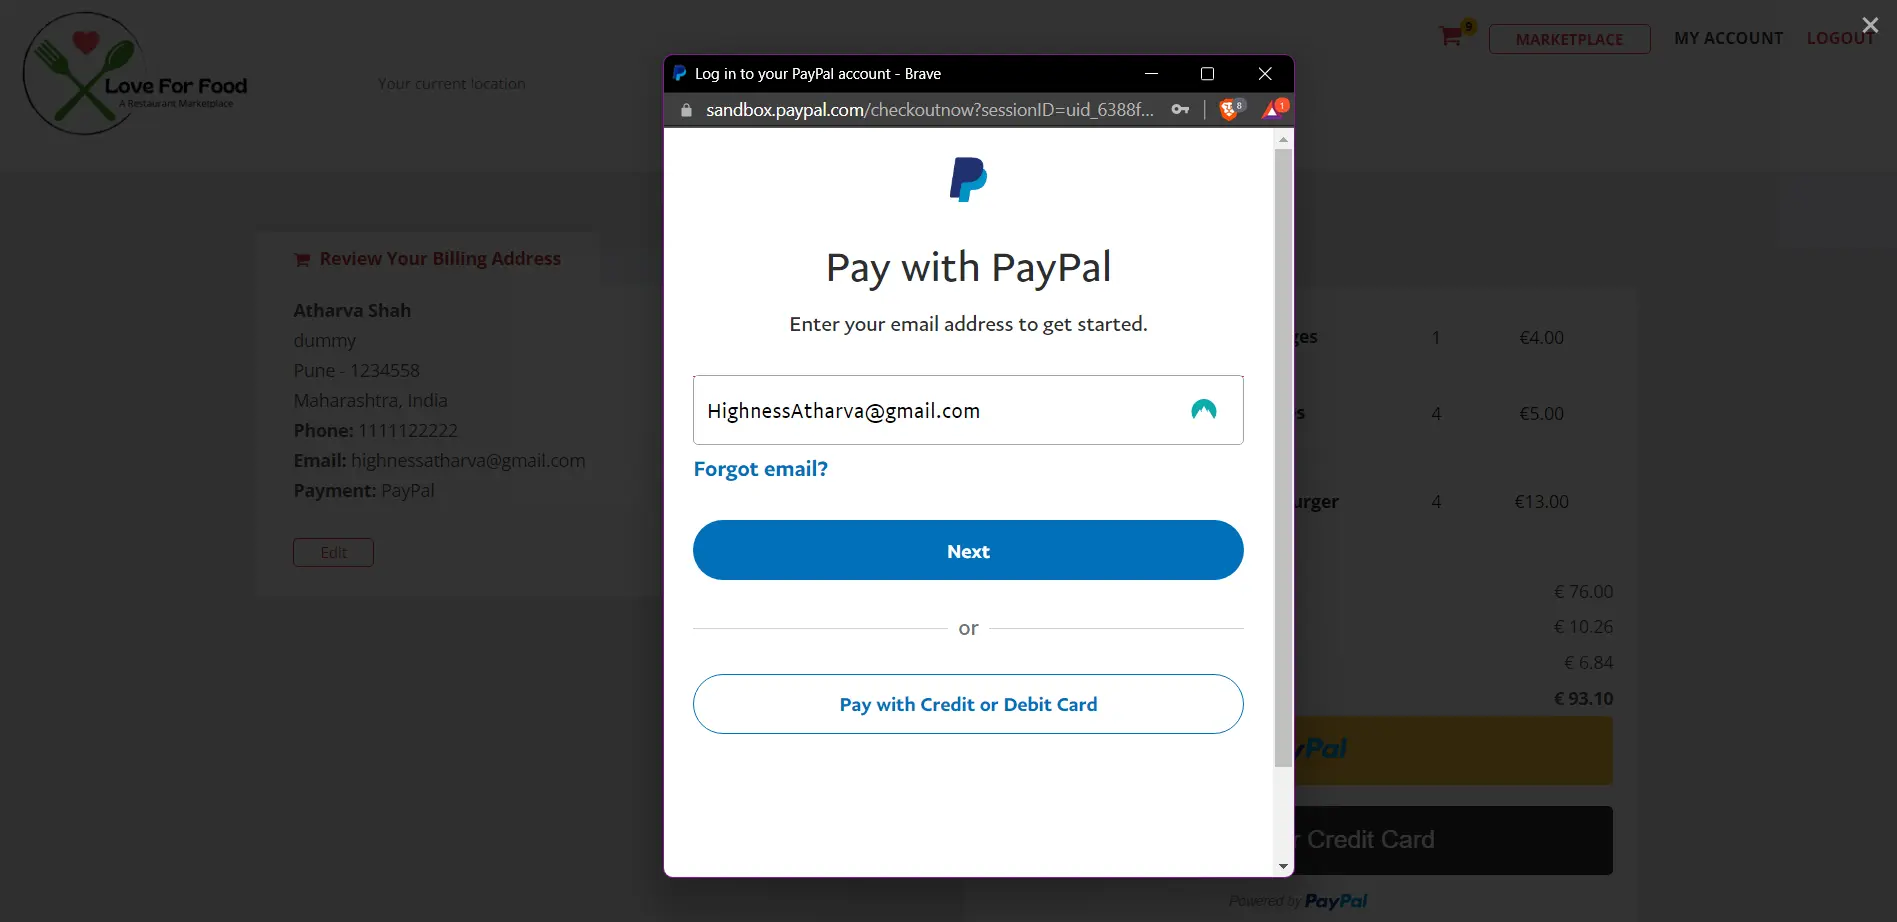 Love For Food
A Restaurant Marketplace
Your current location
9
MARKETPLACE
MY ACCOUNT
LOGOUT
Log in to your PayPal account - Brave
sandbox.paypal.com/checkoutnow?sessionID=uid_6388f...
8
1
Pay with PayPal
Enter your email address to get started.
HighnessAtharva@gmail.com
Forgot email?
Next
or
Pay with Credit or Debit Card
Review Your Billing Address
Atharva Shah
dummy
Pune - 1234558
Maharashtra, India
Phone: 1111122222
Email: highnessatharva@gmail.com
Payment: PayPal
Edit
1 €4.00
4 €5.00
4 €13.00
€ 76.00
€ 10.26
€ 6.84
€ 93.10
Credit Card
Powered by PayPal